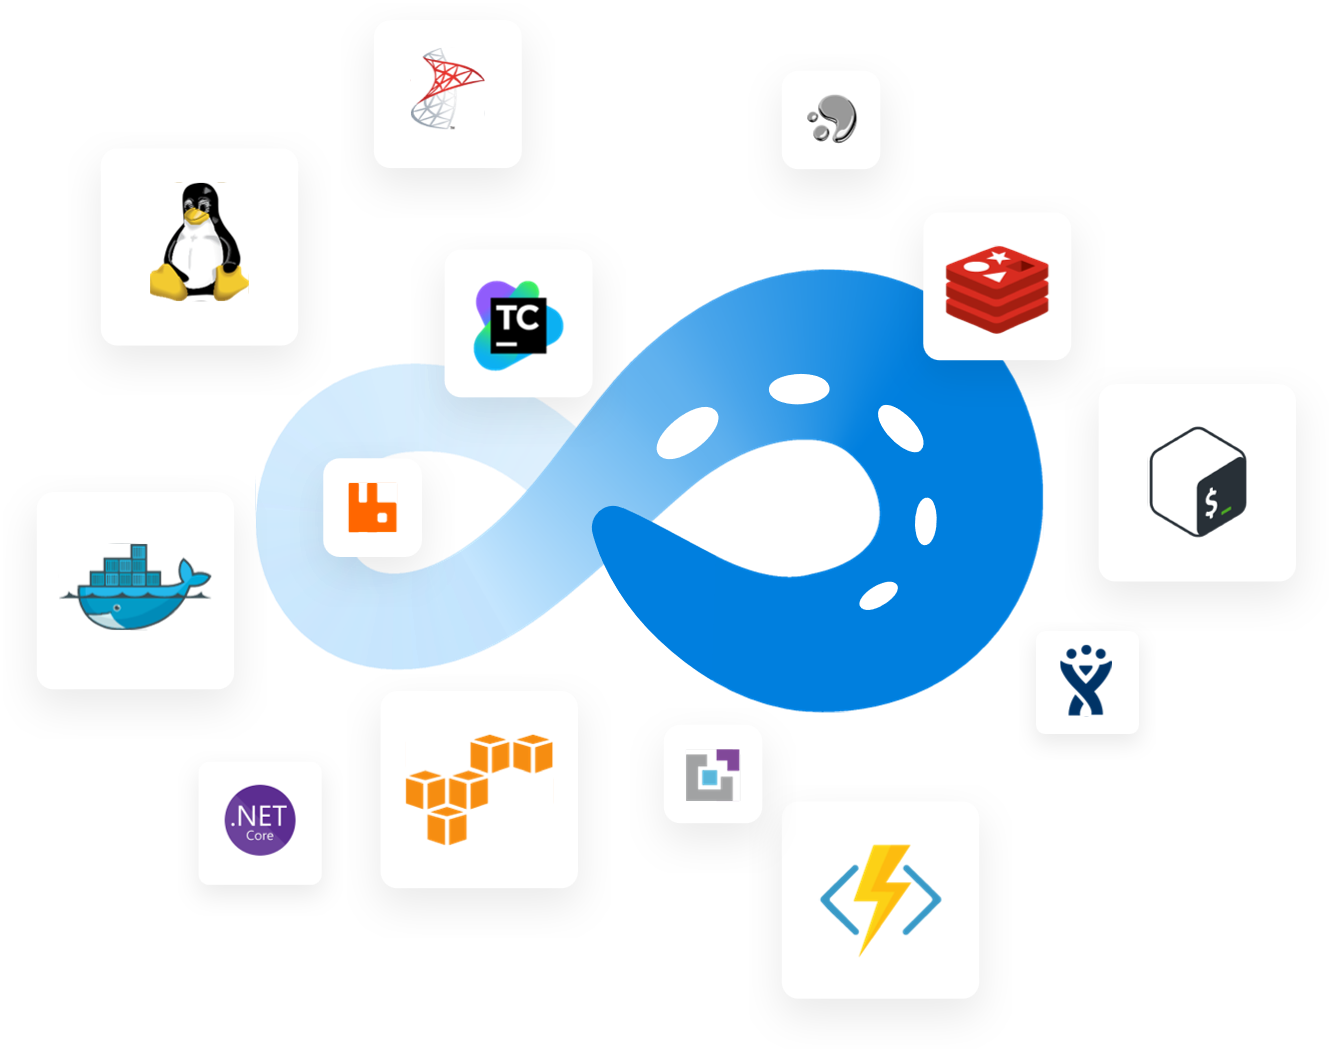 TC
$_
.NET
Core